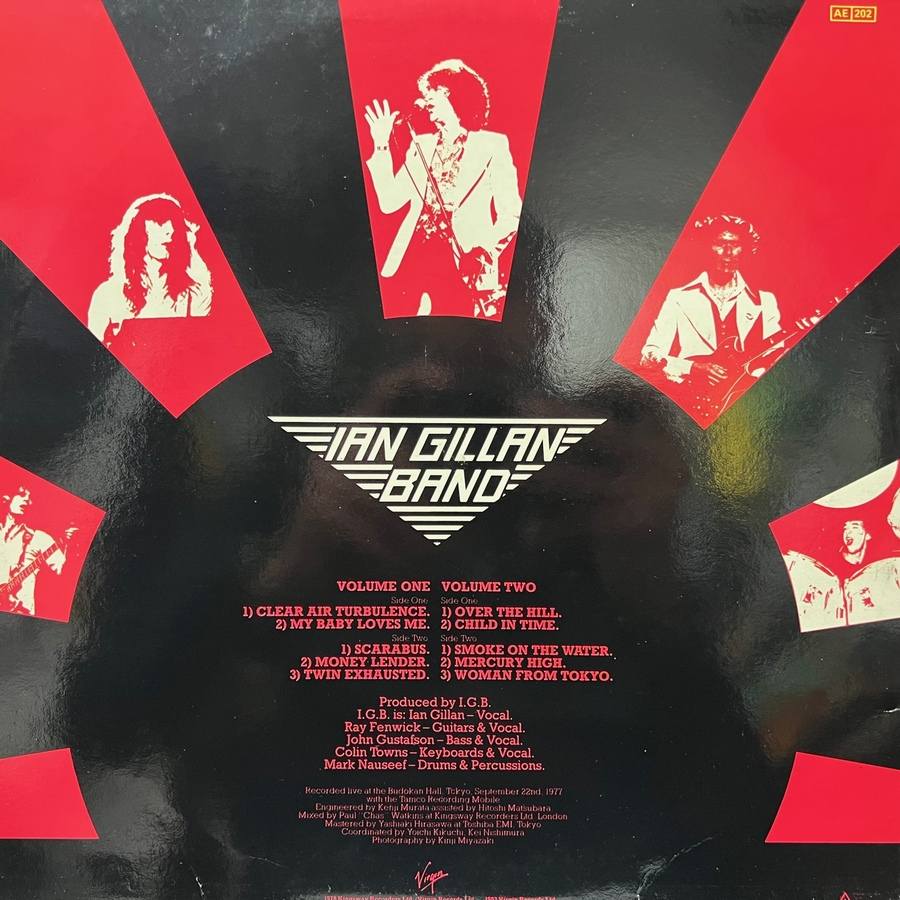 AE 202
IAN GILLAN
BAND
VOLUME ONE
Side One
1) CLEAR AIR TURBULENCE.
2) MY BABY LOVES ME.
Side Two
1) SCARABUS.
2) MONEY LENDER.
3) TWIN EXHAUSTED.
VOLUME TWO
Side One
1) OVER THE HILL.
2) CHILD IN TIME.
Side Two
1) SMOKE ON THE WATER.
2) MERCURY HIGH.
3) WOMAN FROM TOKYO.
Produced by I.G.B.
I.G.B. is: Ian Gillan – Vocal.
Ray Fenwick – Guitars & Vocal.
John Gustafson – Bass & Vocal.
Colin Towns – Keyboards & Vocal.
Mark Nauseef – Drums & Percussions.
Recorded live at the Budokan Hall, Tokyo, September 22nd, 1977
with the Tamco Recording Mobile
Engineered by Kenji Murata assisted by Hitoshi Matsubara
Mixed by Paul "Chas" Watkins at Kingsway Recorders Ltd. London
Mastered by Yashiaki Hirasawa at Toshiba EMI, Tokyo
Coordinated by Yoichi Kikuchi, Kei Nishimura
Photography by Kinji Miyazaki
Virgin